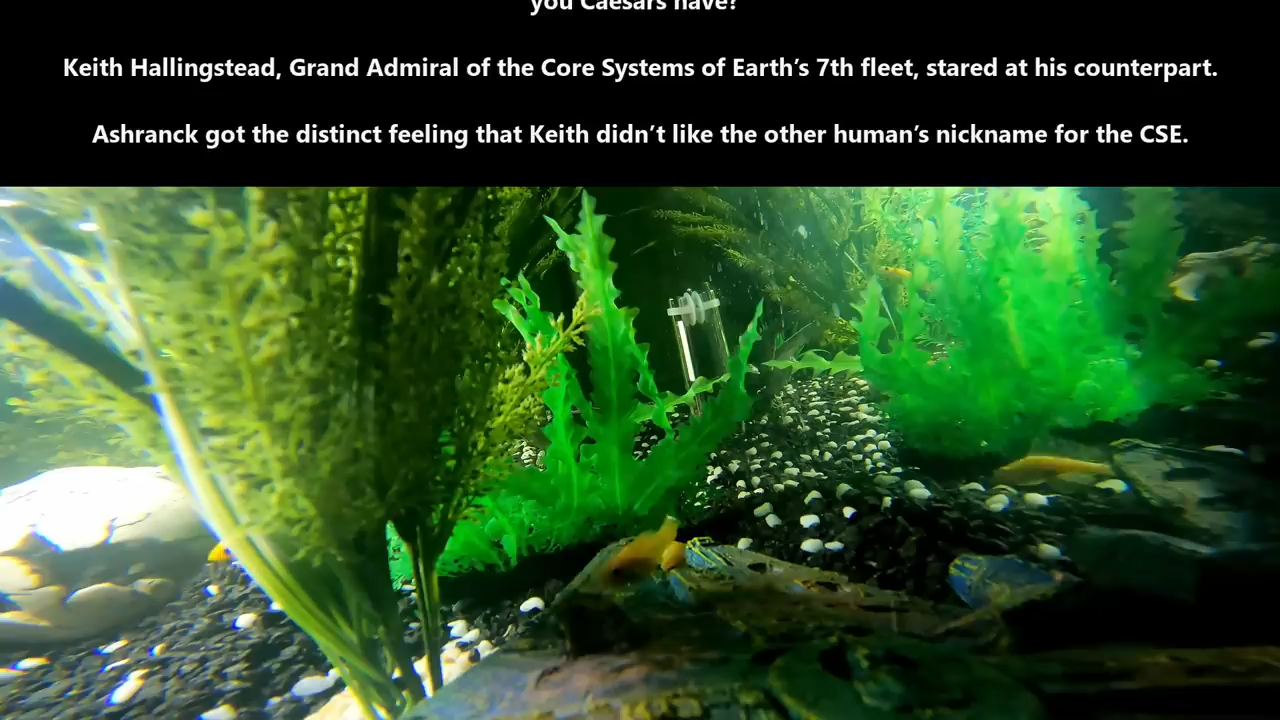 you Caesars have?
Keith Hallingstead, Grand Admiral of the Core Systems of Earth’s 7th fleet, stared at his counterpart.
Ashranck got the distinct feeling that Keith didn’t like the other human’s nickname for the CSE.